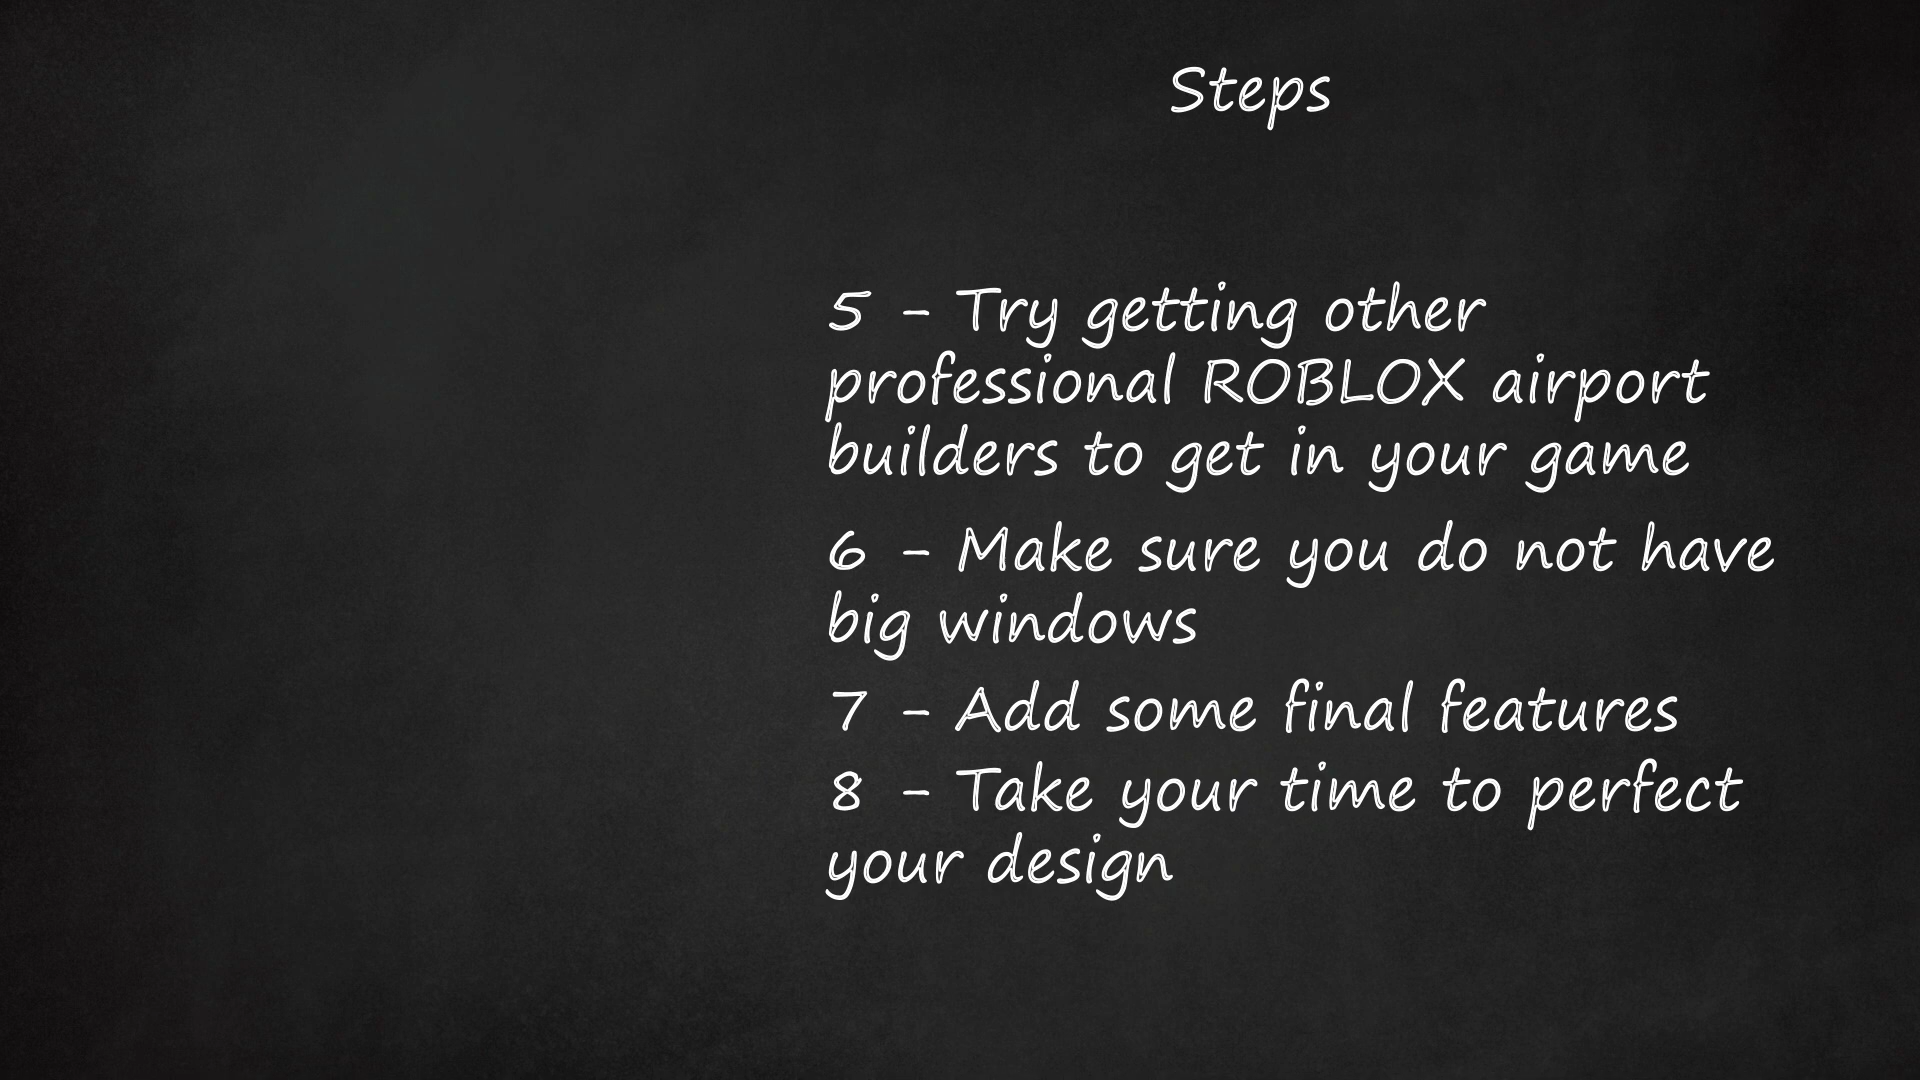 Steps
5 - Try getting other
professional ROBLOX airport
builders to get in your game
6 - Make sure you do not have
big windows
7 - Add some final features
8 - Take your time to perfect
your design